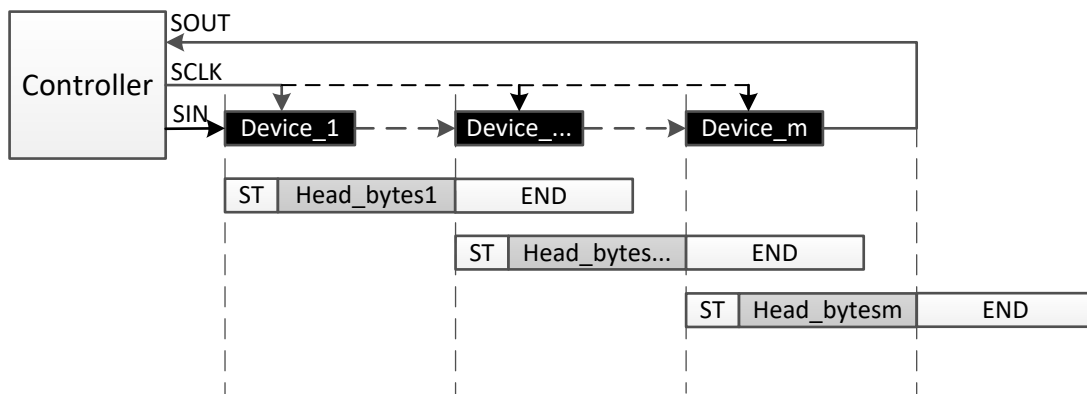 SOUT
Controller
SCLK
SIN
Device_1
Device_...
Device_m
ST Head_bytes1 END
ST Head_bytes... END
ST Head_bytesm END